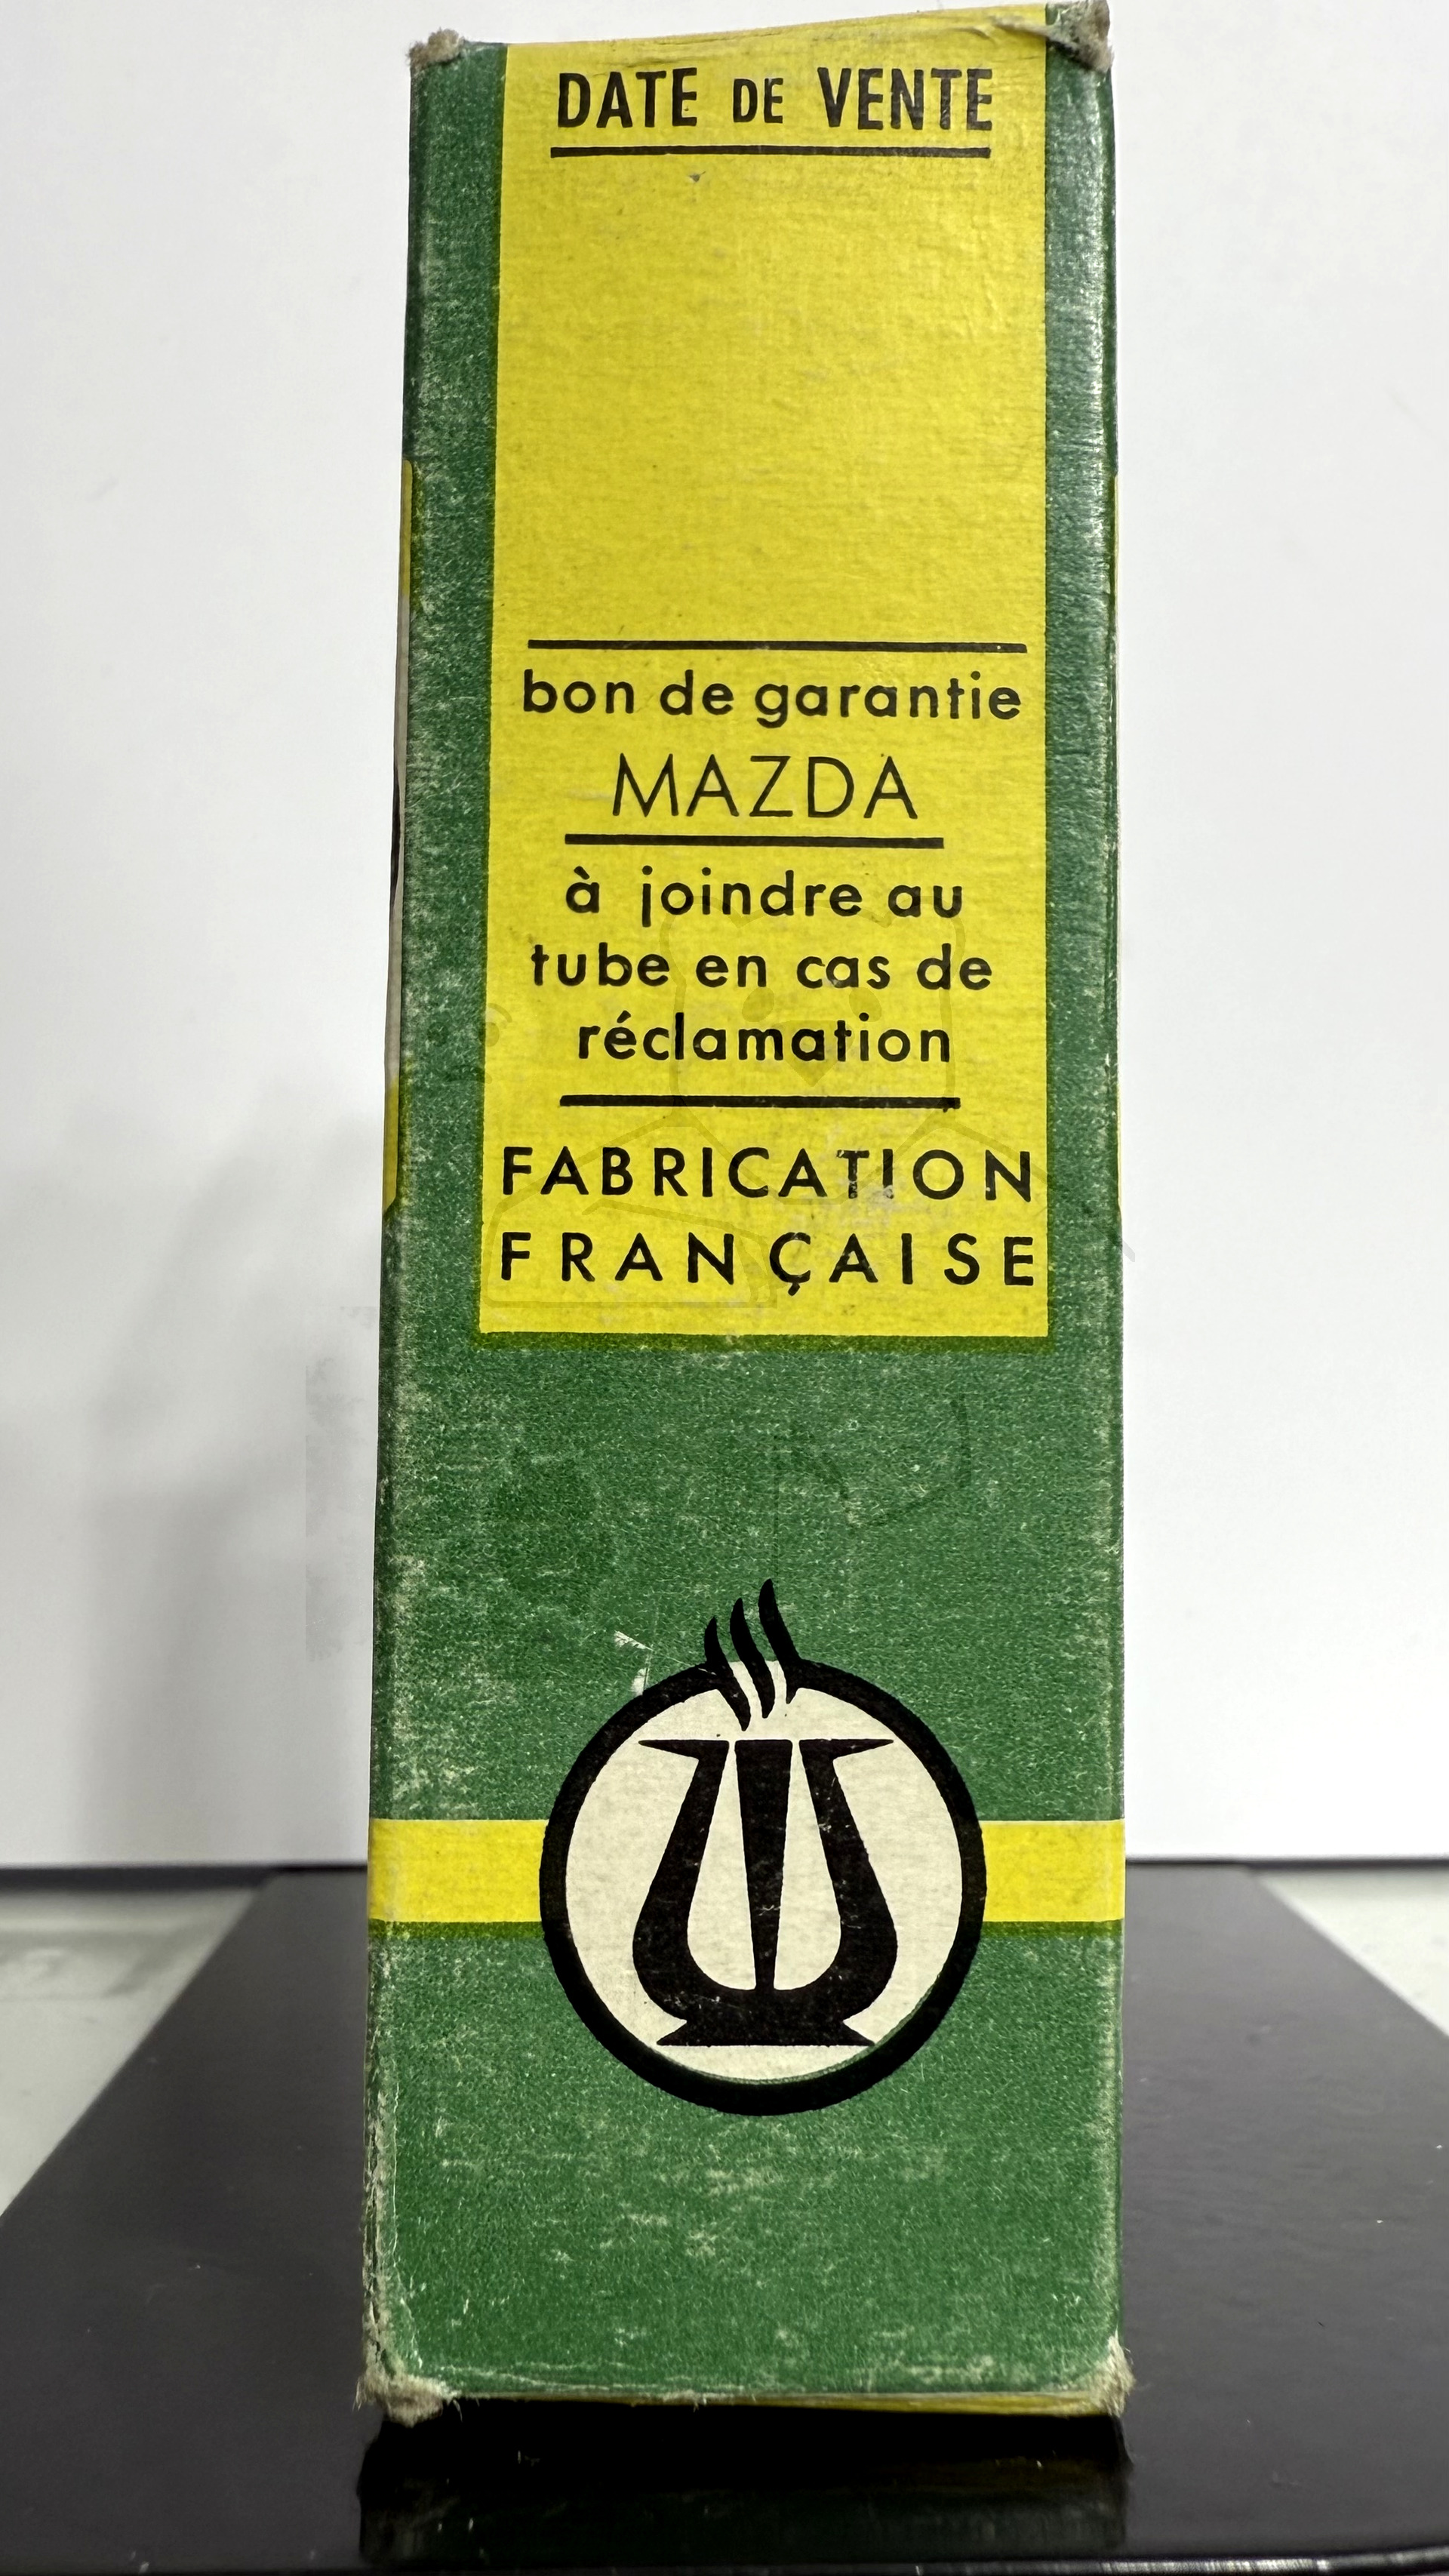 DATE DE VENTE
bon de garantie
MAZDA
à joindre au
tube en cas de
réclamation
FABRICATION
FRANÇAISE